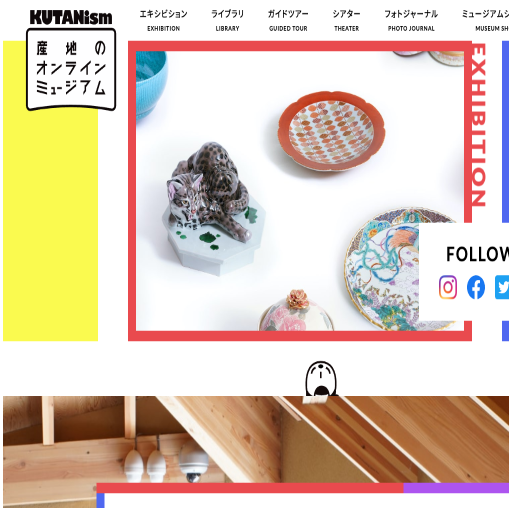 KUTANism
産地の
オンライン
ミュージアム
エキシビション
EXHIBITION
ライブラリ
LIBRARY
ガイドツアー
GUIDED TOUR
シアター
THEATER
フォトジャーナル
PHOTO JOURNAL
ミュージアムシ
MUSEUM SH
EXHIBITION
FOLLOW